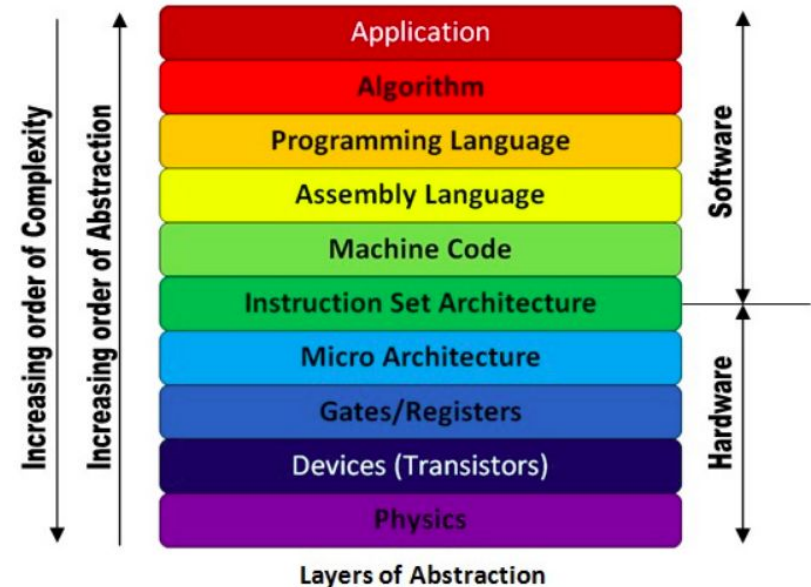 Increasing order of Complexity
Increasing order of Abstraction
Application
Algorithm
Programming Language
Assembly Language
Machine Code
Instruction Set Architecture
Micro Architecture
Gates/Registers
Devices (Transistors)
Physics
Software
Hardware
Layers of Abstraction